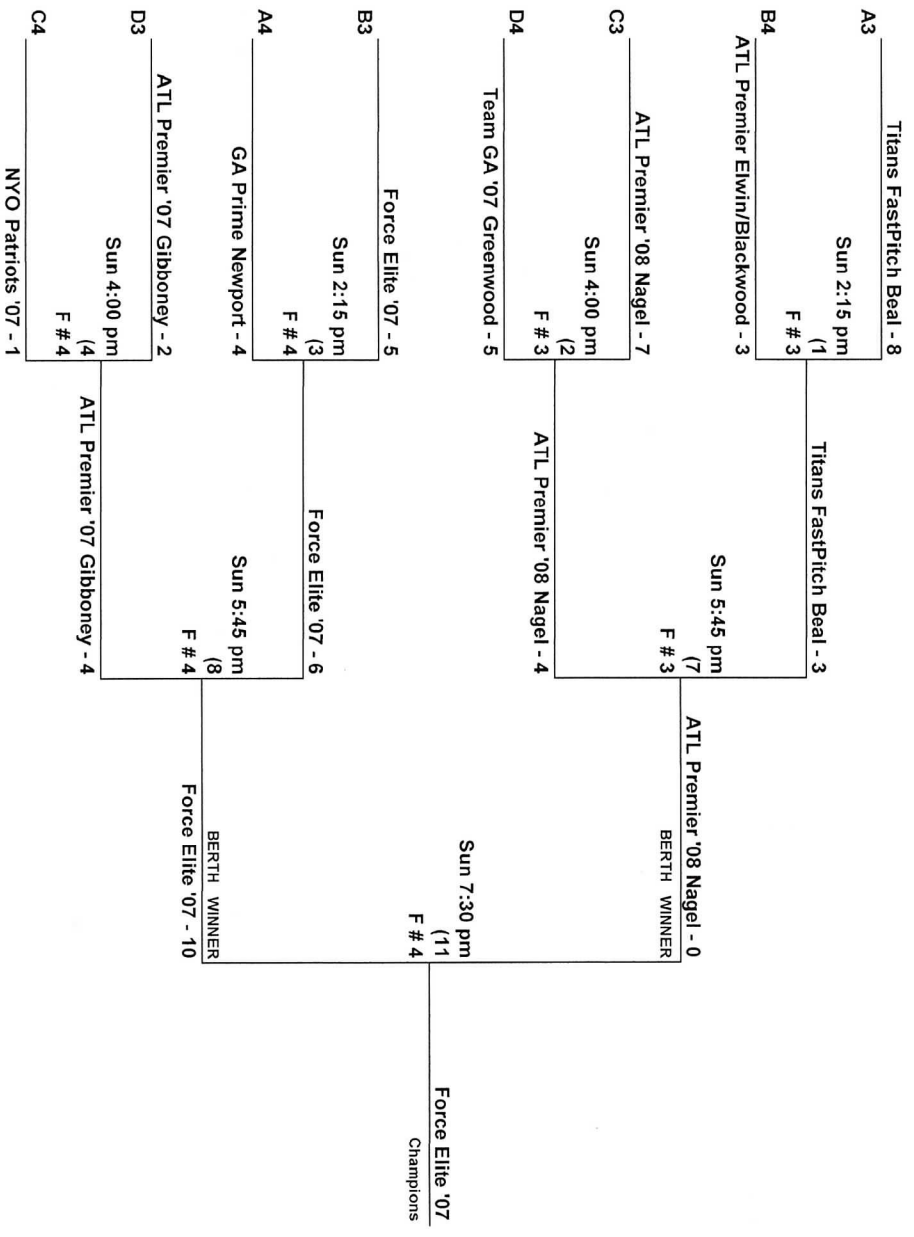 A3
Titans FastPitch Beal - 8
Sun 2:15 pm
(1
F # 3
B4
ATL Premier Elwin/Blackwood - 3
Titans FastPitch Beal - 3
Sun 5:45 pm
(7
F # 3
C3
ATL Premier '08 Nagel - 7
Sun 4:00 pm
(2
F # 3
D4
Team GA '07 Greenwood - 5
ATL Premier '08 Nagel - 4
ATL Premier '08 Nagel - 0
BERTH WINNER
Sun 7:30 pm
(11
F # 4
Force Elite '07
Champions
B3
Force Elite '07 - 5
Sun 2:15 pm
(3
F # 4
A4
GA Prime Newport - 4
Force Elite '07 - 6
Sun 5:45 pm
(8
F # 4
BERTH WINNER
Force Elite '07 - 10
D3
ATL Premier '07 Gibboney - 2
Sun 4:00 pm
(4
F # 4
C4
NYO Patriots '07 - 1
ATL Premier '07 Gibboney - 4